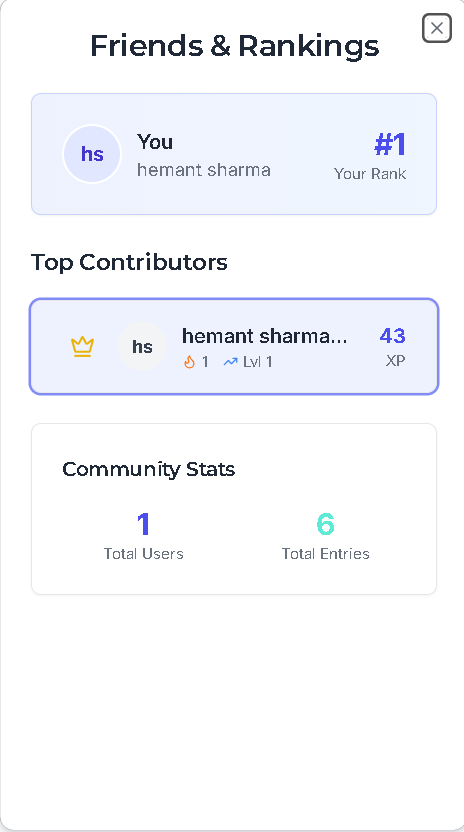 Friends & Rankings
hs
You
hemant sharma
#1
Your Rank
Top Contributors
hs
hemant sharma...
1
Lvl 1
43
XP
Community Stats
1
Total Users
6
Total Entries